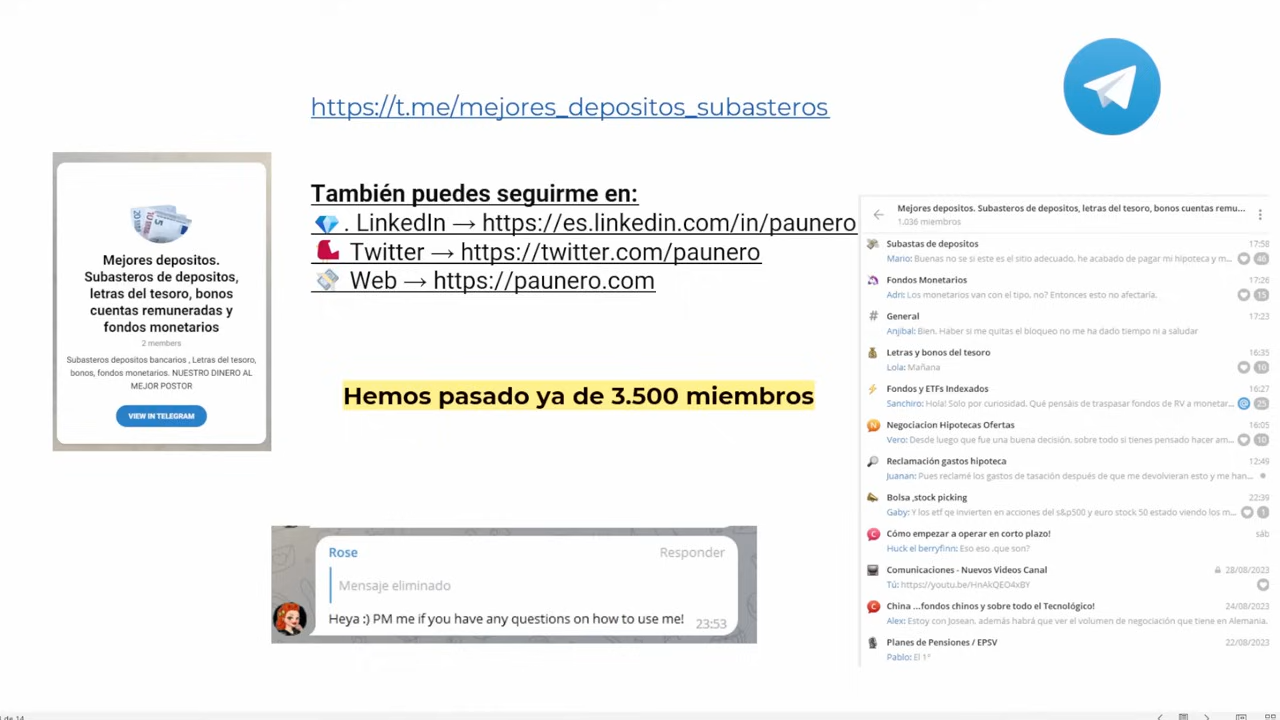 https://t.me/mejores_depositos_subasteros
Mejores depositos.
Subasteros de depositos,
letras del tesoro, bonos
cuentas remuneradas y
fondos monetarios
2 members
Subasteros depositos bancarios , Letras del tesoro,
bonos, fondos monetarios. NUESTRO DINERO AL
MEJOR POSTOR
VIEW IN TELEGRAM
También puedes seguirme en:
. LinkedIn → https://es.linkedin.com/in/paunero
Twitter → https://twitter.com/paunero
Web → https://paunero.com
Hemos pasado ya de 3.500 miembros
Rose Responder
Mensaje eliminado
Heya :) PM me if you have any questions on how to use me! 23:53
Mejores depositos. Subasteros de depositos, letras del tesoro, bonos cuentas remu...
1.036 miembros
Subastas de depositos 17:58
Mario: Buenas no se si este es el sitio adecuado, he acabado de pagar mi hipoteca y m... 46
Fondos Monetarios 17:26
Adri: Los monetarios van con el tipo, no? Entonces esto no afectaría. 15
# General 17:23
Anjibal: Bien. Haber si me quitas el bloqueo no me ha dado tiempo ni a saludar
Letras y bonos del tesoro 16:35
Lola: Mañana 10
Fondos y ETFs Indexados 16:27
Sanchiro: Hola! Solo por curiosidad. Qué pensáis de traspasar fondos de RV a monetar... @ 25
N Negociacion Hipotecas Ofertas 16:05
Vero: Desde luego que fue una buena decisión, sobre todo si tienes pensado hacer am... 10
Reclamación gastos hipoteca 12:49
Juanan: Pues reclamé los gastos de tasación después de que me devolvieran esto y me han...
Bolsa ,stock picking 22:39
Gaby: Y los etf qe invierten en acciones del s&p500 y euro stock 50 estado viendo los m... 1
C Cómo empezar a operar en corto plazo! sáb
Huck el berryfinn: Eso eso .que son?
Comunicaciones - Nuevos Videos Canal 28/08/2023
Tú: https://youtu.be/HnAkQEO4xBY
C China ...fondos chinos y sobre todo el Tecnológico! 24/08/2023
Alex: Estoy con Josean, además habrá que ver el volumen de negociación que tiene en Alemania.
Planes de Pensiones / EPSV 22/08/2023
Pablo: El 1º
de 14